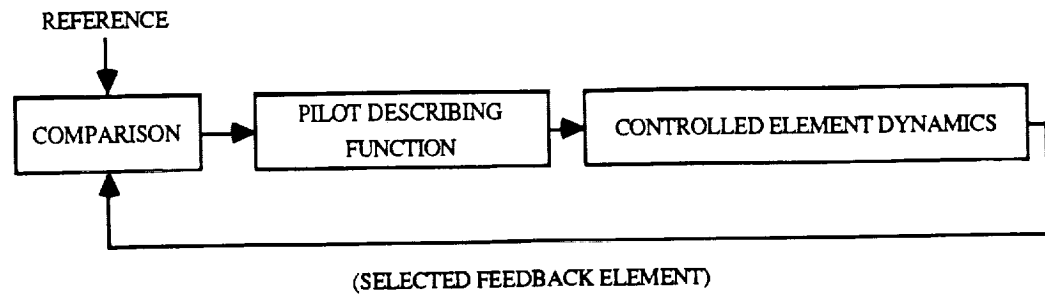 REFERENCE
COMPARISON
PILOT DESCRIBING
FUNCTION
CONTROLLED ELEMENT DYNAMICS
(SELECTED FEEDBACK ELEMENT)